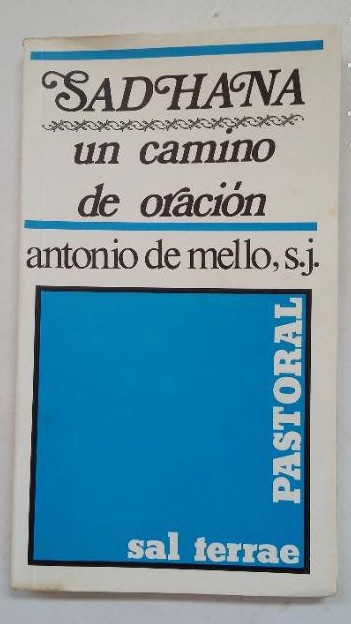 SADHANA
un camino
de oración
antonio de mello, s.j.
PASTORAL
sal terrae